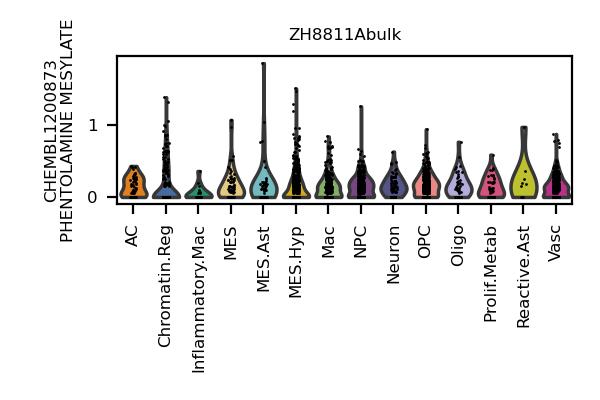 ZH8811Abulk
CHEMBL1200873
PHENTOLAMINE MESYLATE
1
0
AC
Chromatin.Reg
Inflammatory.Mac
MES
MES.Ast
MES.Hyp
Mac
NPC
Neuron
OPC
Oligo
Prolif.Metab
Reactive.Ast
Vasc